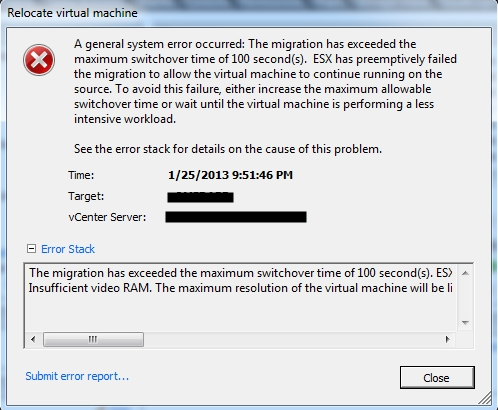 Relocate virtual machine
A general system error occurred: The migration has exceeded the
maximum switchover time of 100 second(s).  ESX has preemptively failed
the migration to allow the virtual machine to continue running on the
source. To avoid this failure, either increase the maximum allowable
switchover time or wait until the virtual machine is performing a less
intensive workload.
See the error stack for details on the cause of this problem.
Time: 1/25/2013 9:51:46 PM
Target:
vCenter Server:
Error Stack
The migration has exceeded the maximum switchover time of 100 second(s). ESX
Insufficient video RAM. The maximum resolution of the virtual machine will be li
Submit error report...
Close